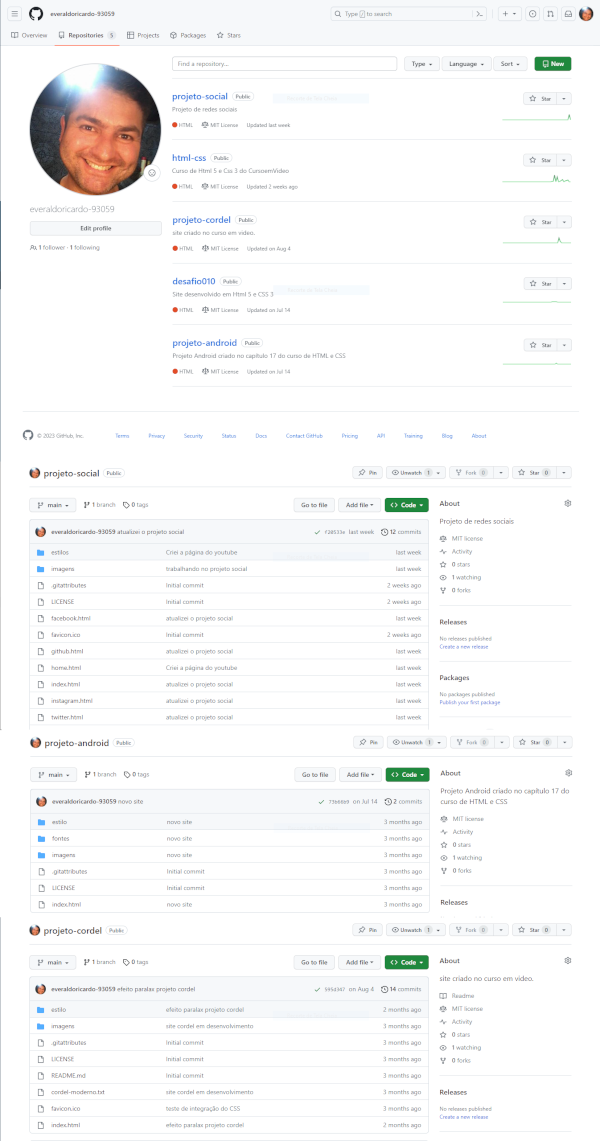 everaldoricardo-93059
Type / to search
Overview Repositories 5 Projects Packages Stars
Find a repository...
Type Language Sort New
projeto-social Public Star
Projeto de redes sociais
HTML MIT License Updated last week
html-css Public Star
Curso de Html 5 e Css 3 do CursoemVideo
HTML MIT License Updated 2 weeks ago
everaldoricardo-93059
Edit profile
1 follower · 1 following
projeto-cordel Public Star
site criado no curso em video.
HTML MIT License Updated on Aug 4
desafio010 Public Star
Site desenvolvido em Html 5 e CSS 3
HTML MIT License Updated on Jul 14
projeto-android Public Star
Projeto Android criado no capítulo 17 do curso de HTML e CSS
HTML MIT License Updated on Jul 14
© 2023 GitHub, Inc. Terms Privacy Security Status Docs Contact GitHub Pricing API Training Blog About
projeto-social Public Pin Unwatch 1 Fork 0 Star 0
main 1 branch 0 tags Go to file Add file Code
everaldoricardo-93059 atualizei o projeto social last week 12 commits
estilos Criei a página do youtube last week
imagens trabalhando no projeto social last week
.gitattributes Initial commit 2 weeks ago
LICENSE Initial commit 2 weeks ago
facebook.html atualizei o projeto social last week
favicon.ico Initial commit 2 weeks ago
github.html atualizei o projeto social last week
home.html Criei a página do youtube last week
index.html atualizei o projeto social last week
instagram.html atualizei o projeto social last week
twitter.html atualizei o projeto social last week
About
Projeto de redes sociais
MIT license
Activity
0 stars
1 watching
0 forks
Releases
No releases published
Create a new release
Packages
No packages published
Publish your first package
projeto-android Public Pin Unwatch 1 Fork 0 Star 0
main 1 branch 0 tags Go to file Add file Code
everaldoricardo-93059 novo site on Jul 14 2 commits
estilo novo site 3 months ago
fontes novo site 3 months ago
imagens novo site 3 months ago
.gitattributes Initial commit 3 months ago
LICENSE Initial commit 3 months ago
index.html novo site 3 months ago
About
Projeto Android criado no capítulo 17 do
curso de HTML e CSS
MIT license
Activity
0 stars
1 watching
0 forks
Releases
projeto-cordel Public Pin Unwatch 1 Fork 0 Star 0
main 1 branch 0 tags Go to file Add file Code
everaldoricardo-93059 efeito paralax projeto cordel on Aug 4 14 commits
estilo efeito paralax projeto cordel 2 months ago
imagens site cordel em desenvolvimento 3 months ago
.gitattributes Initial commit 3 months ago
LICENSE Initial commit 3 months ago
README.md Initial commit 3 months ago
cordel-moderno.txt site cordel em desenvolvimento 3 months ago
favicon.ico teste de integração do CSS 3 months ago
index.html efeito paralax projeto cordel 2 months ago
About
site criado no curso em video.
Readme
MIT license
Activity
0 stars
1 watching
0 forks
Releases
No releases published
Create a new release